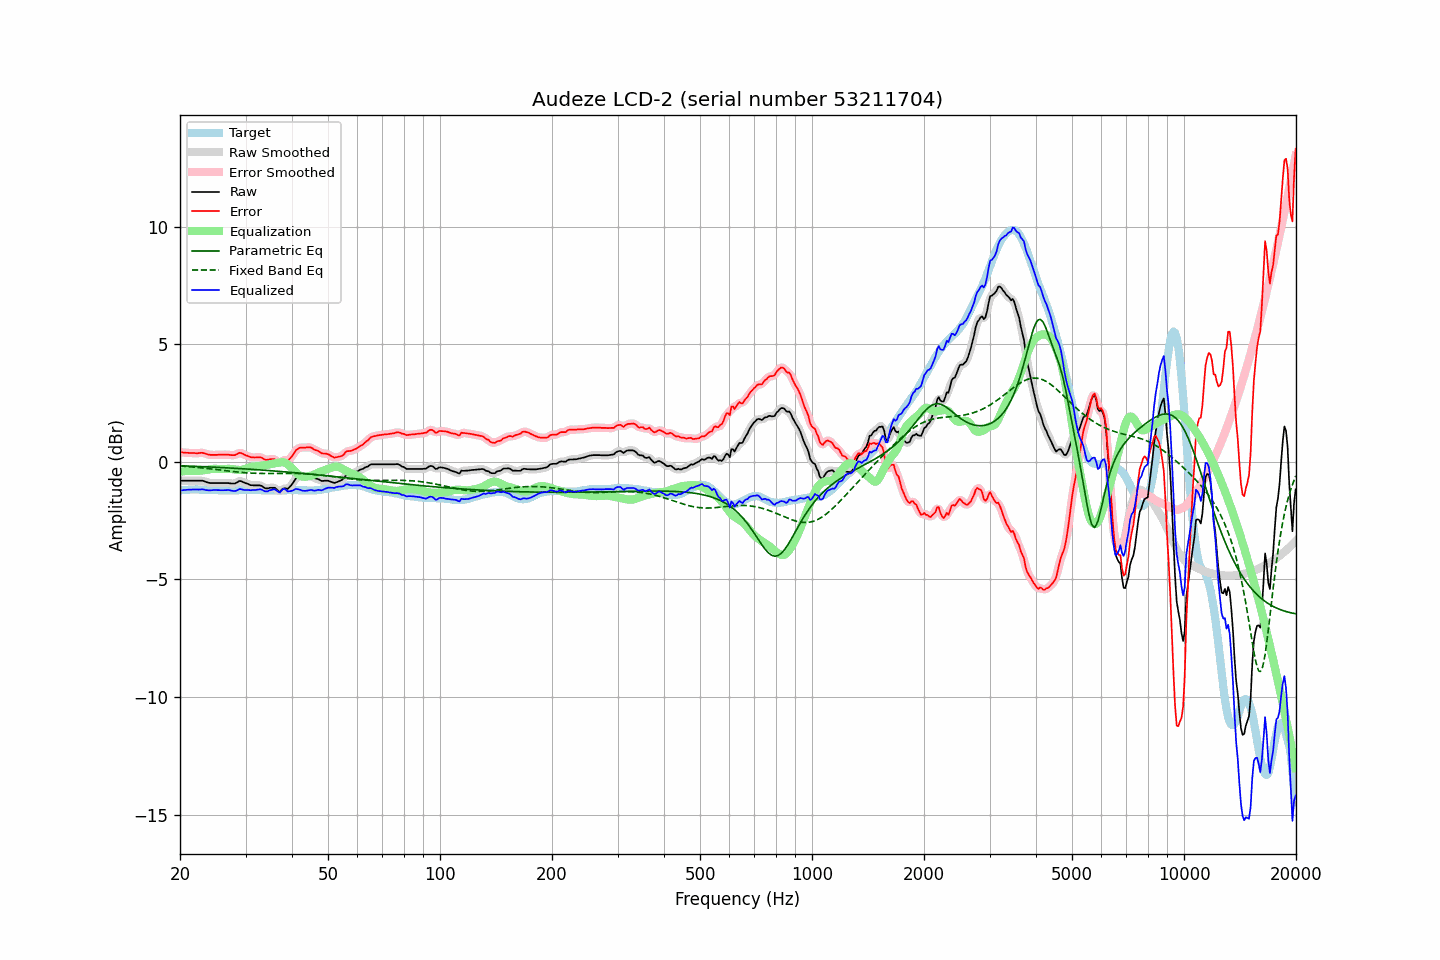 Audeze LCD-2 (serial number 53211704)
Target
Raw Smoothed
Error Smoothed
Raw
Error
Equalization
Parametric Eq
Fixed Band Eq
Equalized
Amplitude (dBr)
10
5
0
−5
−10
−15
20 50 100 200 500 1000 2000 5000 10000 20000
Frequency (Hz)